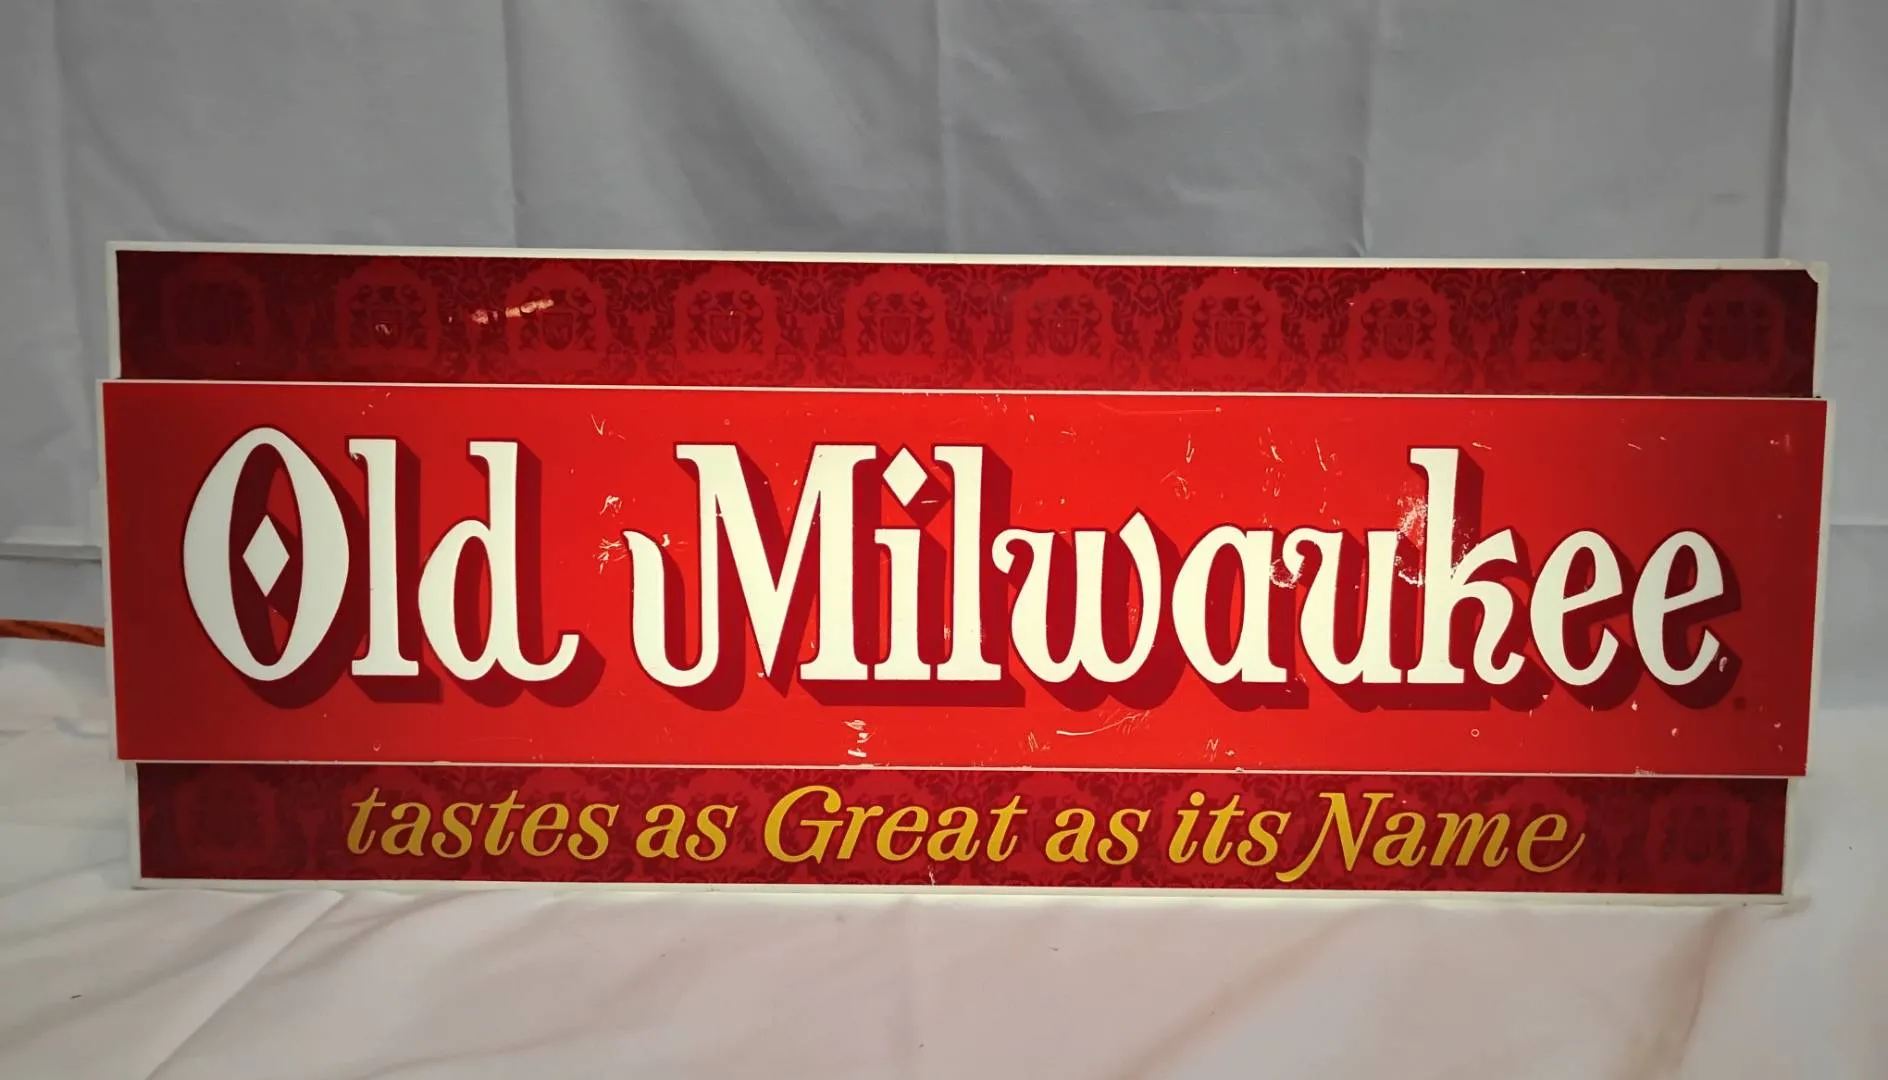 Old Milwaukee
tastes as Great as its Name